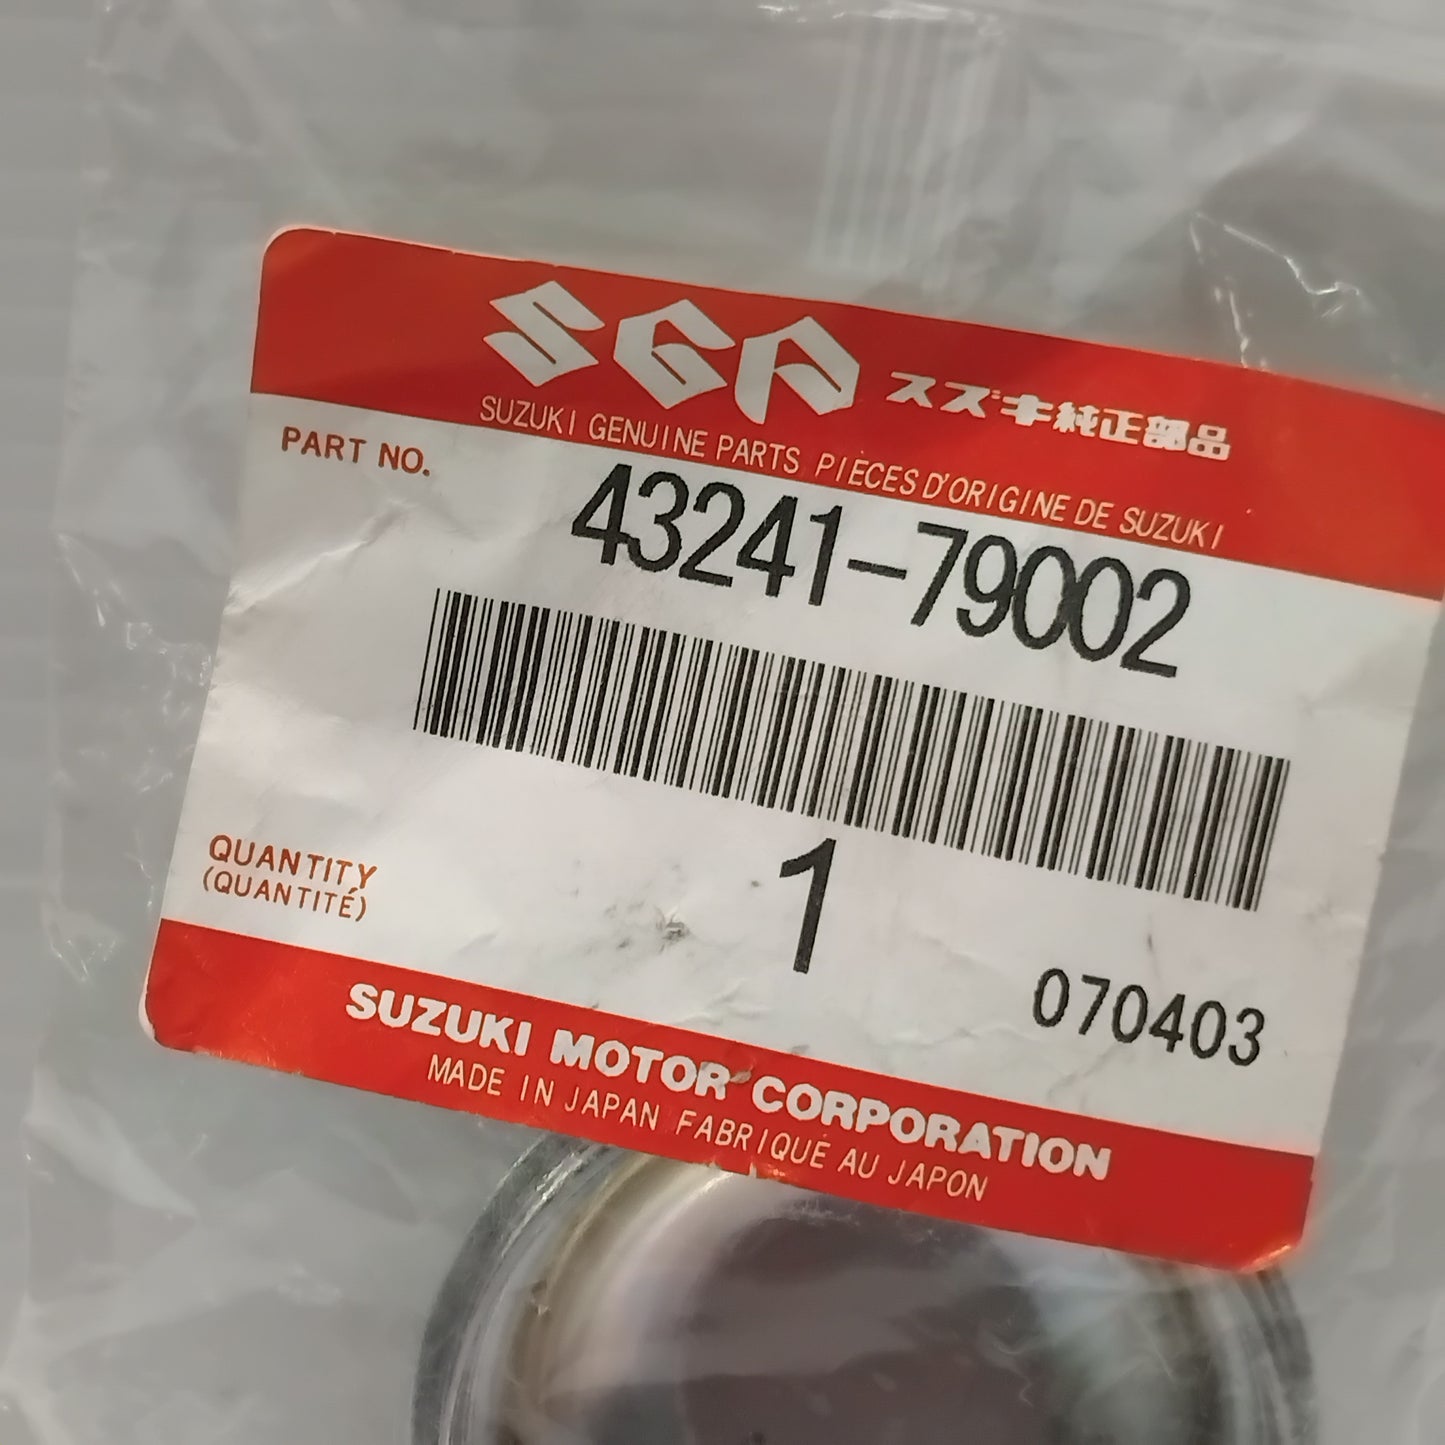 SGP スズキ純正部品
SUZUKI GENUINE PARTS PIÈCES D'ORIGINE DE SUZUKI
PART NO. 43241-79002
QUANTITY 1
(QUANTITÉ)
070403
SUZUKI MOTOR CORPORATION
MADE IN JAPAN FABRIQUÉ AU JAPON